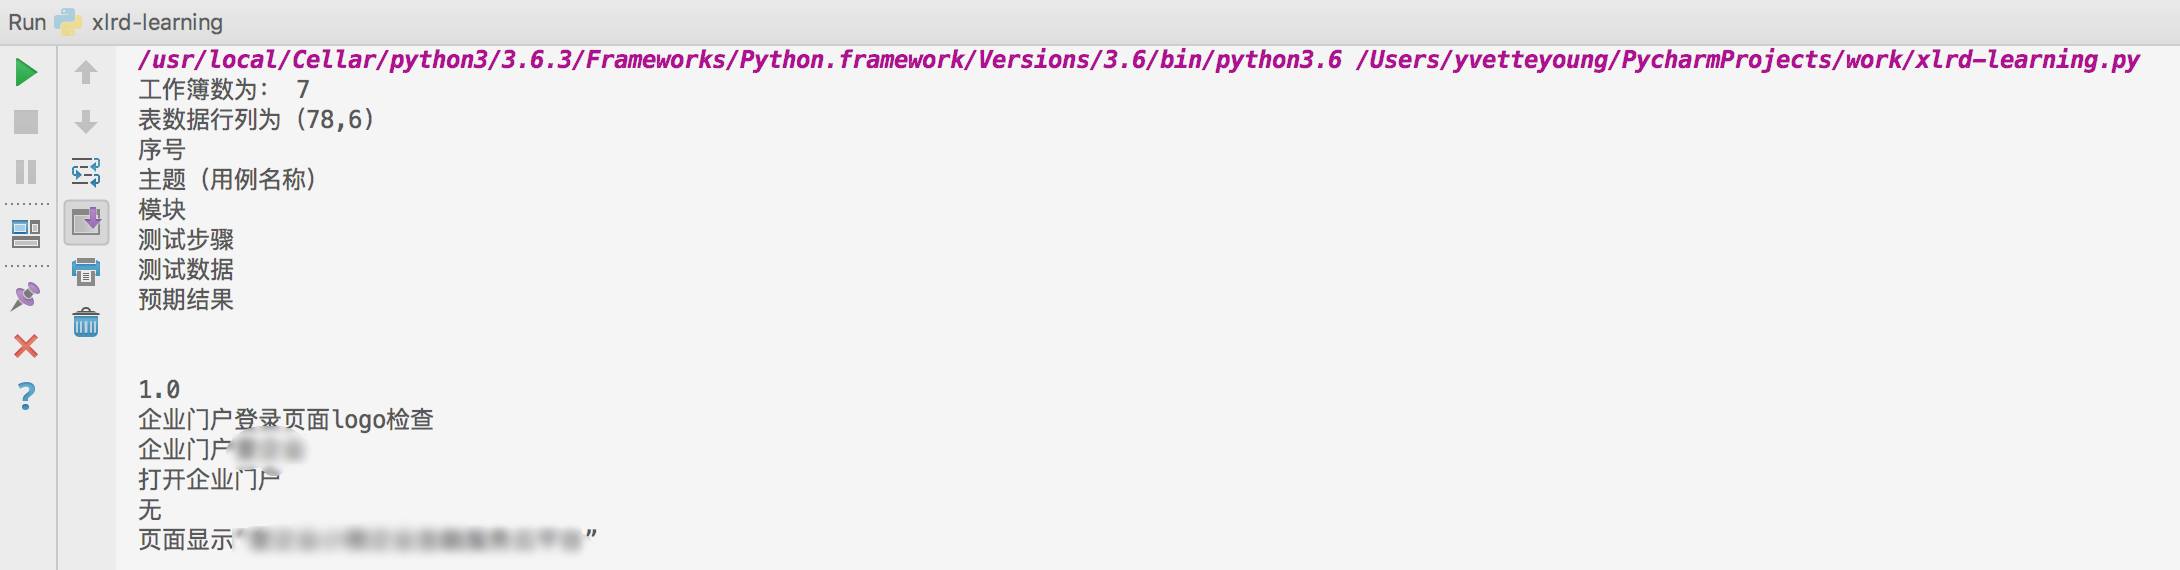 Run xlrd-learning
/usr/local/Cellar/python3/3.6.3/Frameworks/Python.framework/Versions/3.6/bin/python3.6 /Users/yvetteyoung/PycharmProjects/work/xlrd-learning.py
工作簿数为： 7
表数据行列为（78,6）
序号
主题（用例名称）
模块
测试步骤
测试数据
预期结果
1.0
企业门户登录页面logo检查
企业门户
打开企业门户
无
页面显示“”